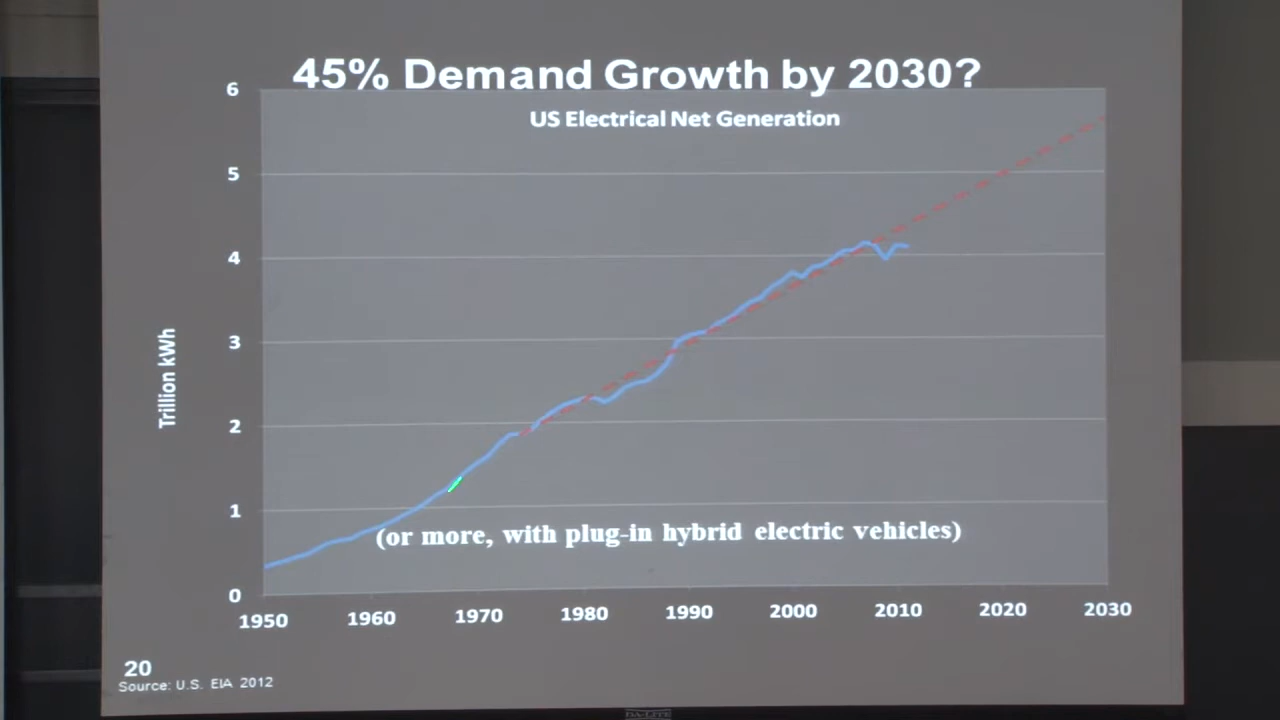 45% Demand Growth by 2030?
US Electrical Net Generation
6
5
4
3
2
1
0
Trillion kWh
(or more, with plug-in hybrid electric vehicles)
1950 1960 1970 1980 1990 2000 2010 2020 2030
20
Source: U.S. EIA 2012
DA-LITE